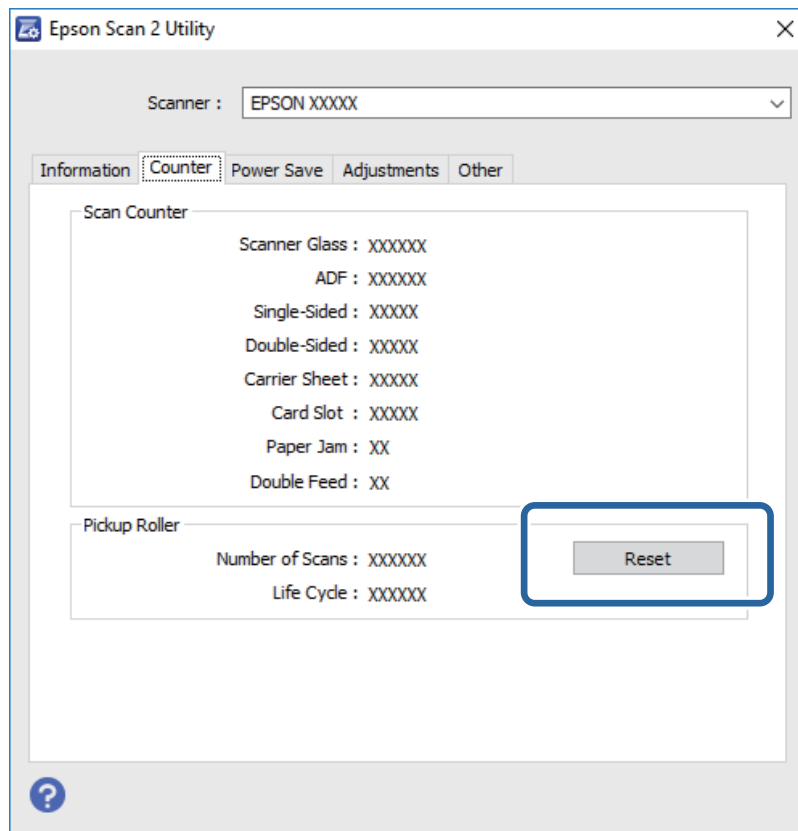 Epson Scan 2 Utility
Scanner : EPSON XXXXX
Information Counter Power Save Adjustments Other
Scan Counter
Scanner Glass : XXXXXX
ADF : XXXXXX
Single-Sided : XXXXX
Double-Sided : XXXXX
Carrier Sheet : XXXXX
Card Slot : XXXXX
Paper Jam : XX
Double Feed : XX
Pickup Roller
Number of Scans : XXXXXX Reset
Life Cycle : XXXXXX
?